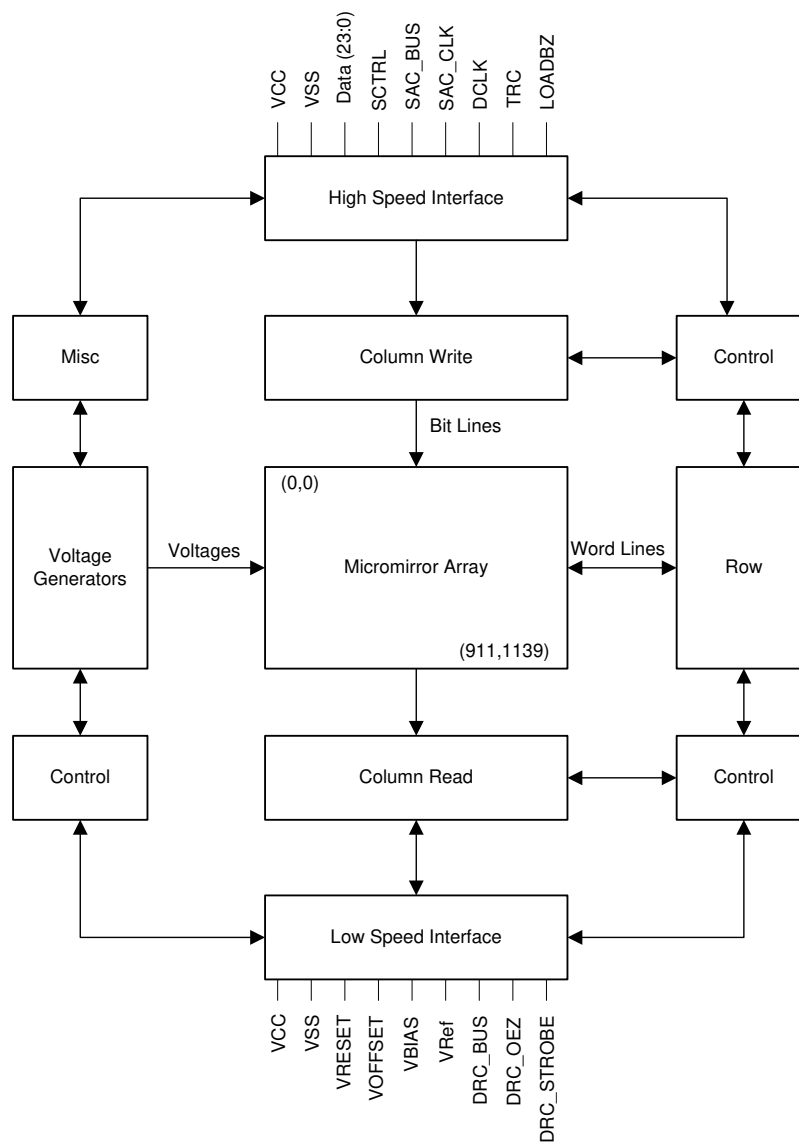 VCC
VSS
Data (23:0)
SCTRL
SAC_BUS
SAC_CLK
DCLK
TRC
LOADBZ
High Speed Interface
Misc
Column Write
Control
Bit Lines
(0,0)
Voltage
Generators
Voltages
Micromirror Array
Word Lines
Row
(911,1139)
Control
Column Read
Control
Low Speed Interface
VCC
VSS
VRESET
VOFFSET
VBIAS
VRef
DRC_BUS
DRC_OEZ
DRC_STROBE